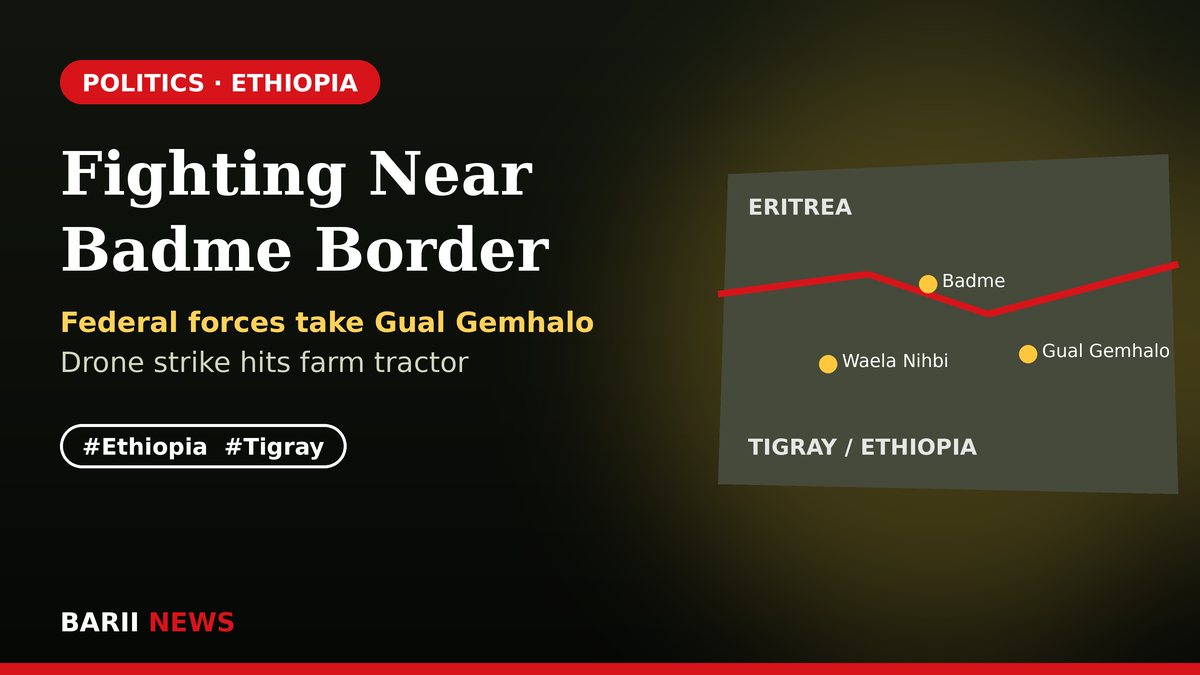 POLITICS · ETHIOPIA
Fighting Near
Badme Border
Federal forces take Gual Gemhalo
Drone strike hits farm tractor
#Ethiopia #Tigray
ERITREA
Badme
Waela Nihbi
Gual Gemhalo
TIGRAY / ETHIOPIA
BARII NEWS